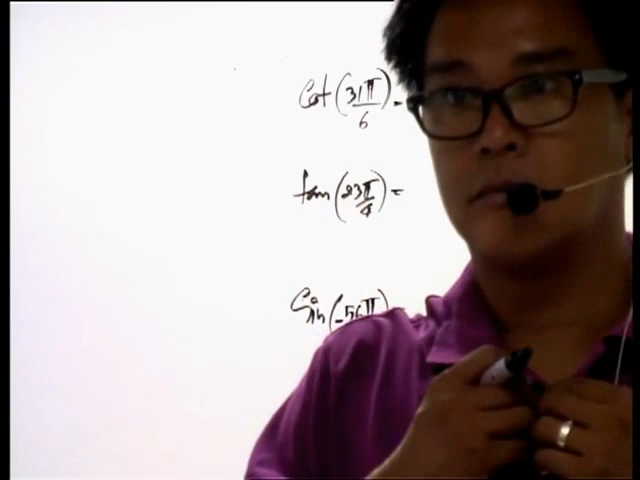 cot(31π/6) =
tan(23π/4) =
sin(-56π